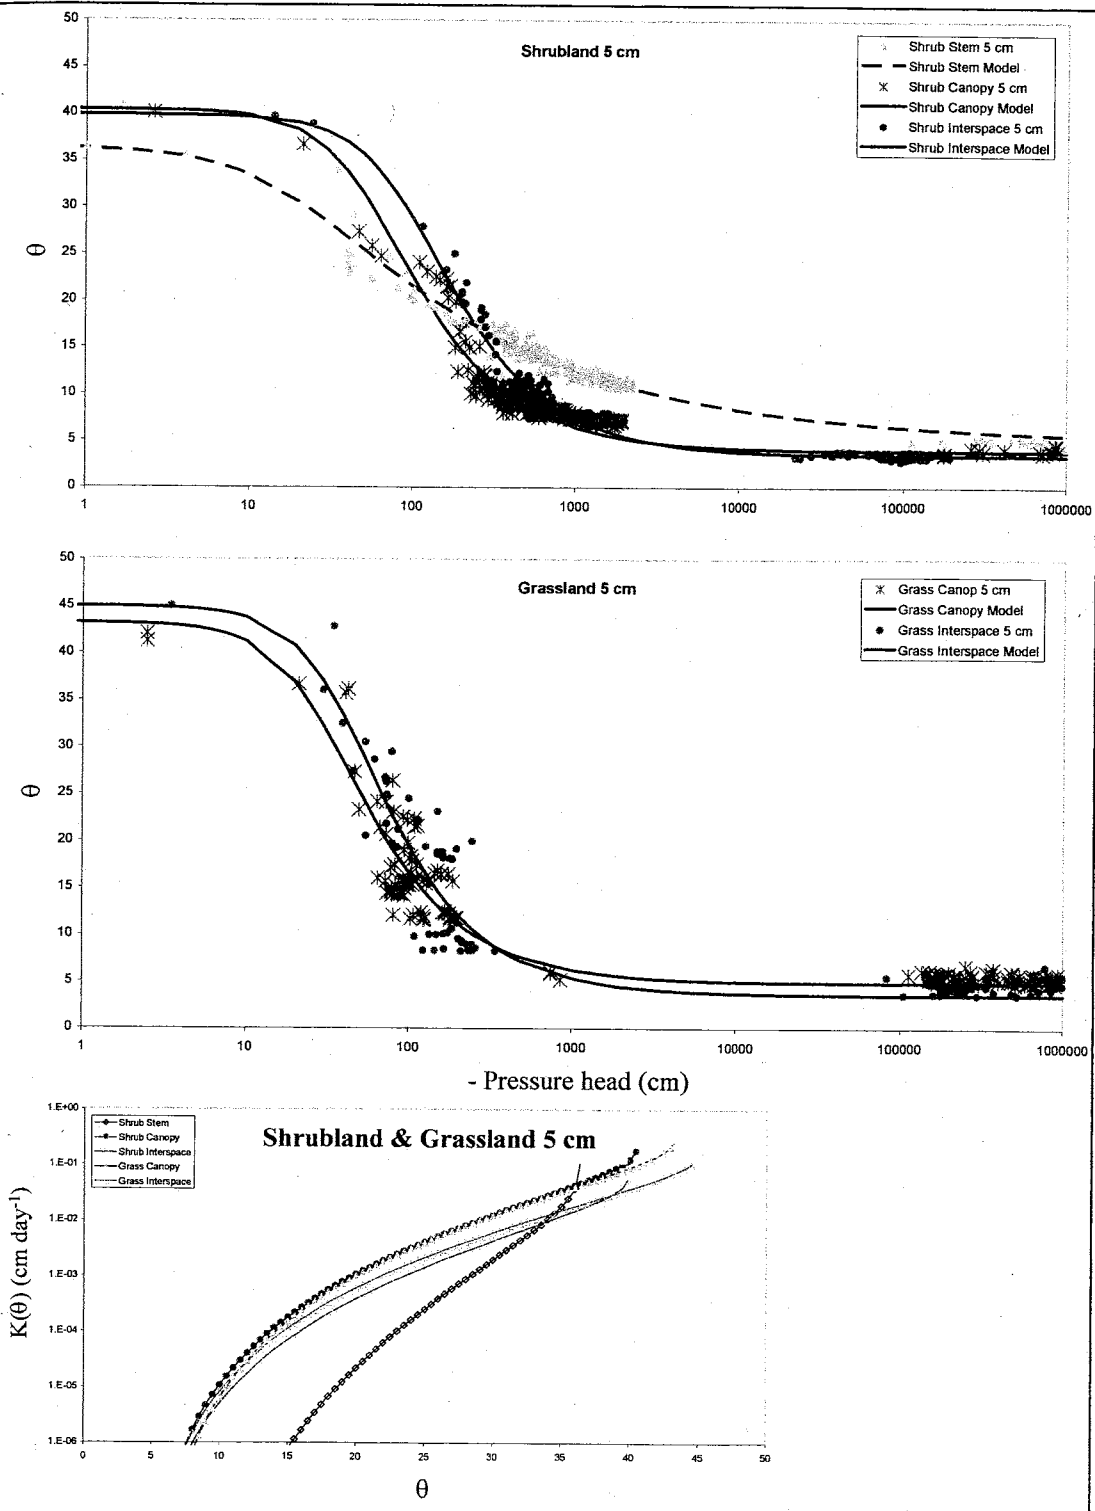 Shrubland 5 cm
Shrub Stem 5 cm
Shrub Stem Model
Shrub Canopy 5 cm
Shrub Canopy Model
Shrub Interspace 5 cm
Shrub Interspace Model
50
45
40
35
30
25
20
15
10
5
0
θ
1 10 100 1000 10000 100000 1000000
Grassland 5 cm
Grass Canop 5 cm
Grass Canopy Model
Grass Interspace 5 cm
Grass Interspace Model
50
45
40
35
30
25
20
15
10
5
0
θ
1 10 100 1000 10000 100000 1000000
- Pressure head (cm)
Shrubland & Grassland 5 cm
Shrub Stem
Shrub Canopy
Shrub Interspace
Grass Canopy
Grass Interspace
1.E+00
1.E-01
1.E-02
1.E-03
1.E-04
1.E-05
1.E-06
K(θ) (cm day-1)
0 5 10 15 20 25 30 35 40 45 50
θ